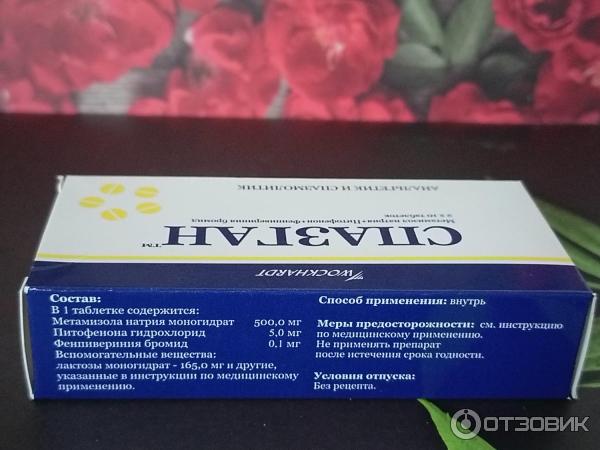 АНАЛЬГЕТИК И СПАЗМОЛИТИК
2 x 10 таблеток
Метамизол натрия+Питофенон+Фенпивериния бромид
СПАЗГАН™
WOCKHARDT
Состав:
В 1 таблетке содержится:
Метамизола натрия моногидрат 500,0 мг
Питофенона гидрохлорид 5,0 мг
Фенпивериния бромид 0,1 мг
Вспомогательные вещества:
лактозы моногидрат - 165,0 мг и другие,
указанные в инструкции по медицинскому
применению.
Способ применения: внутрь
Меры предосторожности: см. инструкцию
по медицинскому применению.
Не применять препарат
после истечения срока годности.
Условия отпуска:
Без рецепта.
ОТЗОВИК